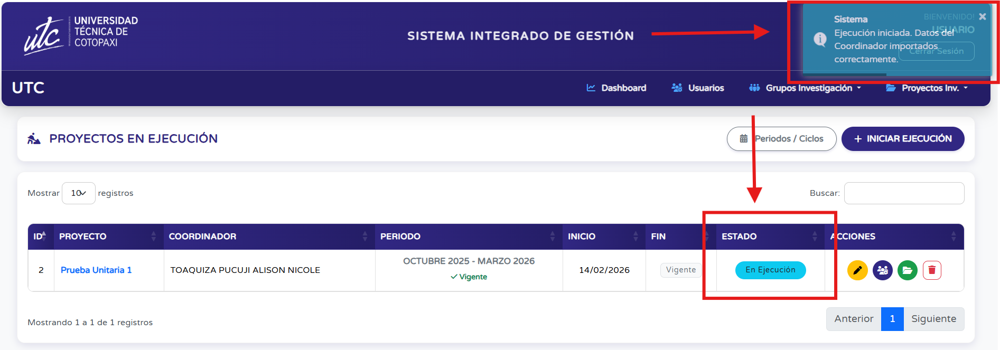 UNIVERSIDAD
TÉCNICA DE
COTOPAXI
utc
SISTEMA INTEGRADO DE GESTIÓN
Sistema
Ejecución iniciada. Datos del
Coordinador importados
correctamente.
BIENVENIDO!
USUARIO
Cerrar Sesión
UTC
Dashboard
Usuarios
Grupos Investigación
Proyectos Inv.
PROYECTOS EN EJECUCIÓN
Periodos / Ciclos
+ INICIAR EJECUCIÓN
Mostrar 10 registros
Buscar:
ID PROYECTO COORDINADOR PERIODO INICIO FIN ESTADO ACCIONES
2 Prueba Unitaria 1 TOAQUIZA PUCUJI ALISON NICOLE OCTUBRE 2025 - MARZO 2026 14/02/2026 Vigente En Ejecución
Vigente
Mostrando 1 a 1 de 1 registros
Anterior 1 Siguiente